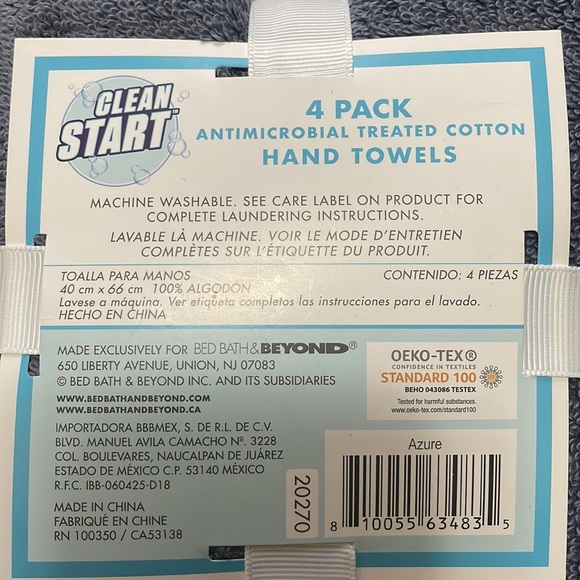 CLEAN
START™
4 PACK
ANTIMICROBIAL TREATED COTTON
HAND TOWELS
MACHINE WASHABLE. SEE CARE LABEL ON PRODUCT FOR
COMPLETE LAUNDERING INSTRUCTIONS.
LAVABLE LÀ MACHINE. VOIR LE MODE D'ENTRETIEN
COMPLÈTES SUR L'ÉTIQUETTE DU PRODUIT.
TOALLA PARA MANOS CONTENIDO: 4 PIEZAS
40 cm x 66 cm 100% ALGODÓN
Lavese a máquina. Ver etiqueta completas las instrucciones para el lavado.
HECHO EN CHINA
MADE EXCLUSIVELY FOR BED BATH & BEYOND®
650 LIBERTY AVENUE, UNION, NJ 07083
© BED BATH & BEYOND INC. AND ITS SUBSIDIARIES
WWW.BEDBATHANDBEYOND.COM
WWW.BEDBATHANDBEYOND.CA
IMPORTADORA BBBMEX, S. DE R.L. DE C.V.
BLVD. MANUEL AVILA CAMACHO Nº. 3228
COL. BOULEVARES, NAUCALPAN DE JUÁREZ
ESTADO DE MÉXICO C.P. 53140 MÉXICO
R.F.C. IBB-060425-D18
MADE IN CHINA
FABRIQUÉ EN CHINE
RN 100350 / CA53138
20270
OEKO-TEX®
CONFIDENCE IN TEXTILES
STANDARD 100
BEHO 043086 TESTEX
Tested for harmful substances.
www.oeko-tex.com/standard100
Azure
8 10055 63483 5